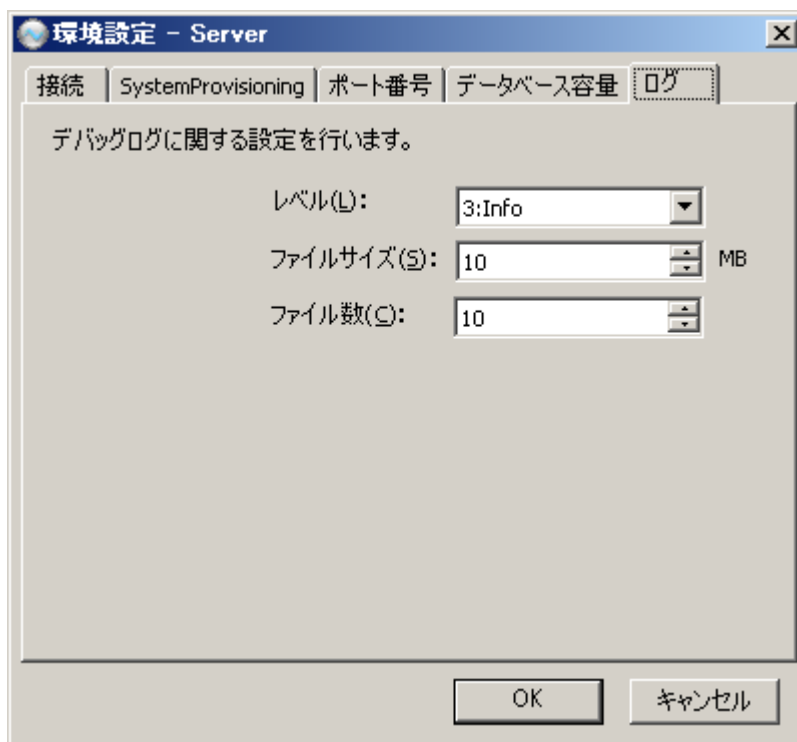 環境設定 - Server
接続 SystemProvisioning ポート番号 データベース容量 ログ
デバッグログに関する設定を行います。
レベル(L): 3:Info
ファイルサイズ(S): 10 MB
ファイル数(C): 10
OK キャンセル